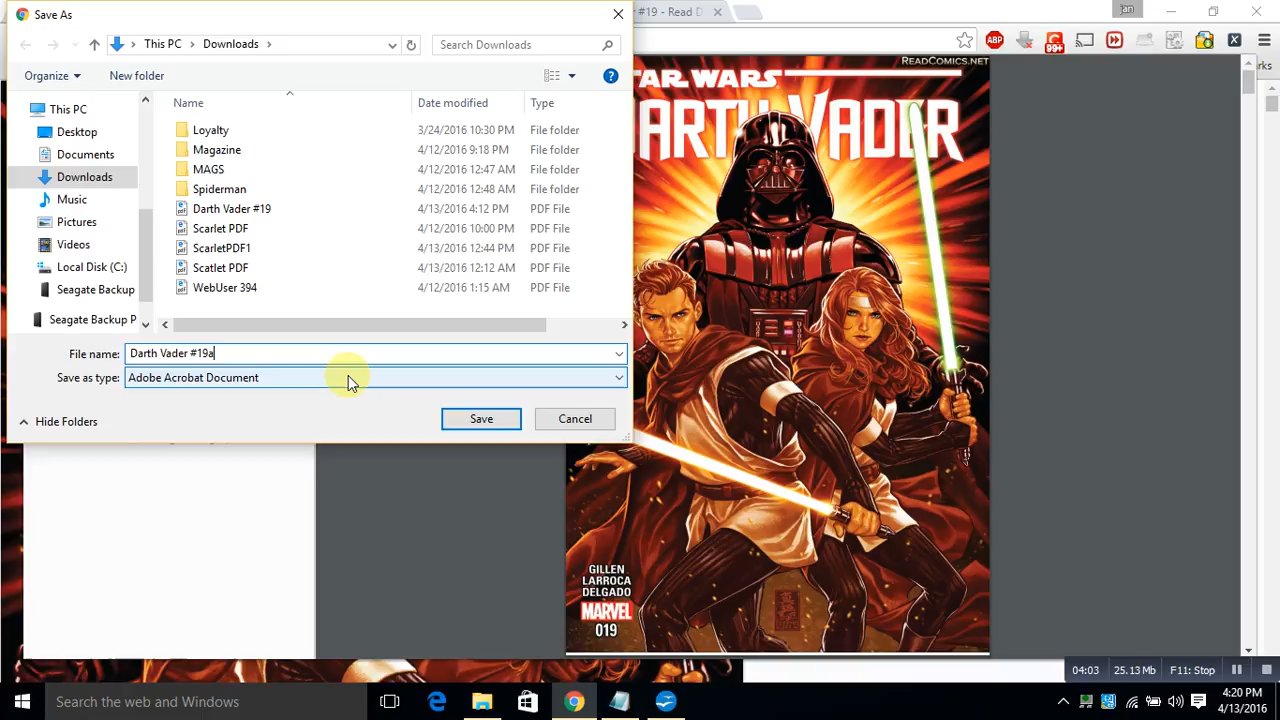 Save As
#19 - Read D
jan
This PC
Downloads
Search Downloads
ABP
99+
Organize
New folder
Name
Date modified
Type
This PC
Desktop
Documents
Downloads
Music
Pictures
Videos
Local Disk (C:)
Seagate Backup
Seagate Backup P
Loyalty 3/24/2016 10:30 PM File folder
Magazine 4/12/2016 9:18 PM File folder
MAGS 4/12/2016 12:47 AM File folder
Spiderman 4/12/2016 12:48 AM File folder
Darth Vader #19 4/13/2016 4:12 PM PDF File
Scarlet PDF 4/12/2016 10:00 PM PDF File
ScarletPDF1 4/13/2016 12:44 PM PDF File
Scatlet PDF 4/13/2016 12:12 AM PDF File
WebUser 394 4/12/2016 1:15 AM PDF File
File name: Darth Vader #19a
Save as type: Adobe Acrobat Document
Hide Folders
Save
Cancel
READCOMICS.NET
TAR WARS
DARTH VADER
GILLEN
LARROCA
DELGADO
MARVEL
019
rks
04:03 25.13 Mb F11: Stop
Search the web and Windows
4:20 PM
4/13/2016